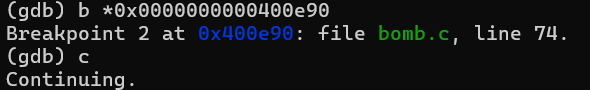 (gdb) b *0x0000000000400e90
Breakpoint 2 at 0x400e90: file bomb.c, line 74.
(gdb) c
Continuing.